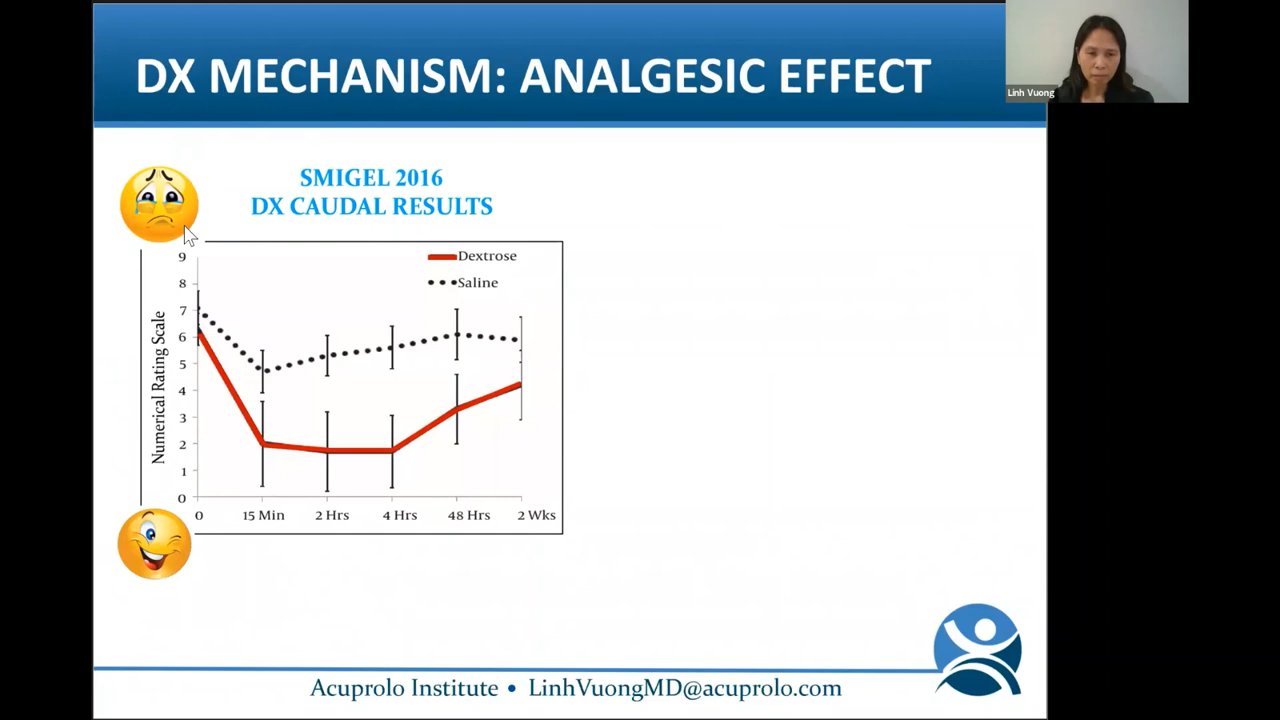 DX MECHANISM: ANALGESIC EFFECT
Linh Vuong
SMIGEL 2016
DX CAUDAL RESULTS
9
8
7
6
5
4
3
2
1
0
Numerical Rating Scale
Dextrose
Saline
0 15 Min 2 Hrs 4 Hrs 48 Hrs 2 Wks
Acuprolo Institute • LinhVuongMD@acuprolo.com